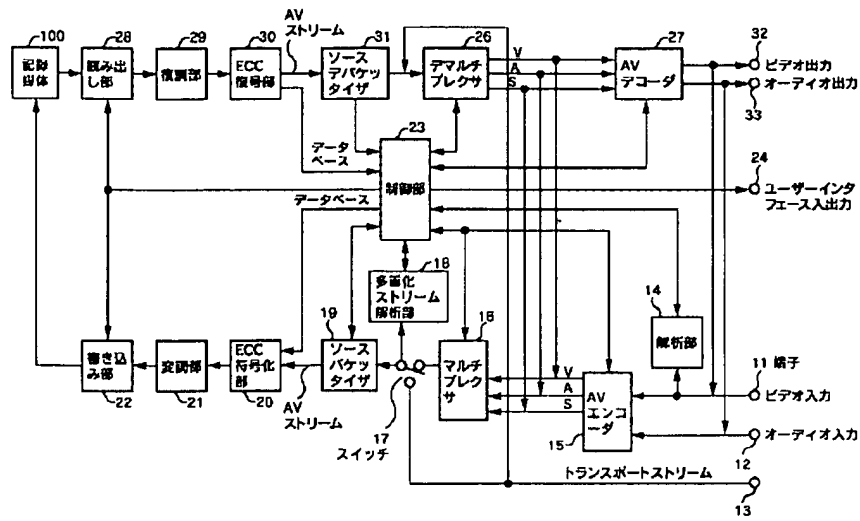 100
28
29
30
AV
ストリーム
31
26
27
32
記録
媒体
読み出
し部
復調部
ECC
復号部
ソース
デパケッ
タイザ
デマルチ
プレクサ
V
A
S
AV
デコーダ
ビデオ出力
オーディオ出力
33
23
データ
ベース
制御部
24
ユーザーインタ
フェース入出力
データベース
18
多重化
ストリーム
解析部
14
解析部
19
16
書き込
み部
22
変調部
21
ECC
符号化
部
20
AV
ストリーム
ソース
パケッ
タイザ
17
スイッチ
マルチ
プレク
サ
V
A
S
AV
エンコ
ーダ
15
11 端子
ビデオ入力
オーディオ入力
12
トランスポートストリーム
13